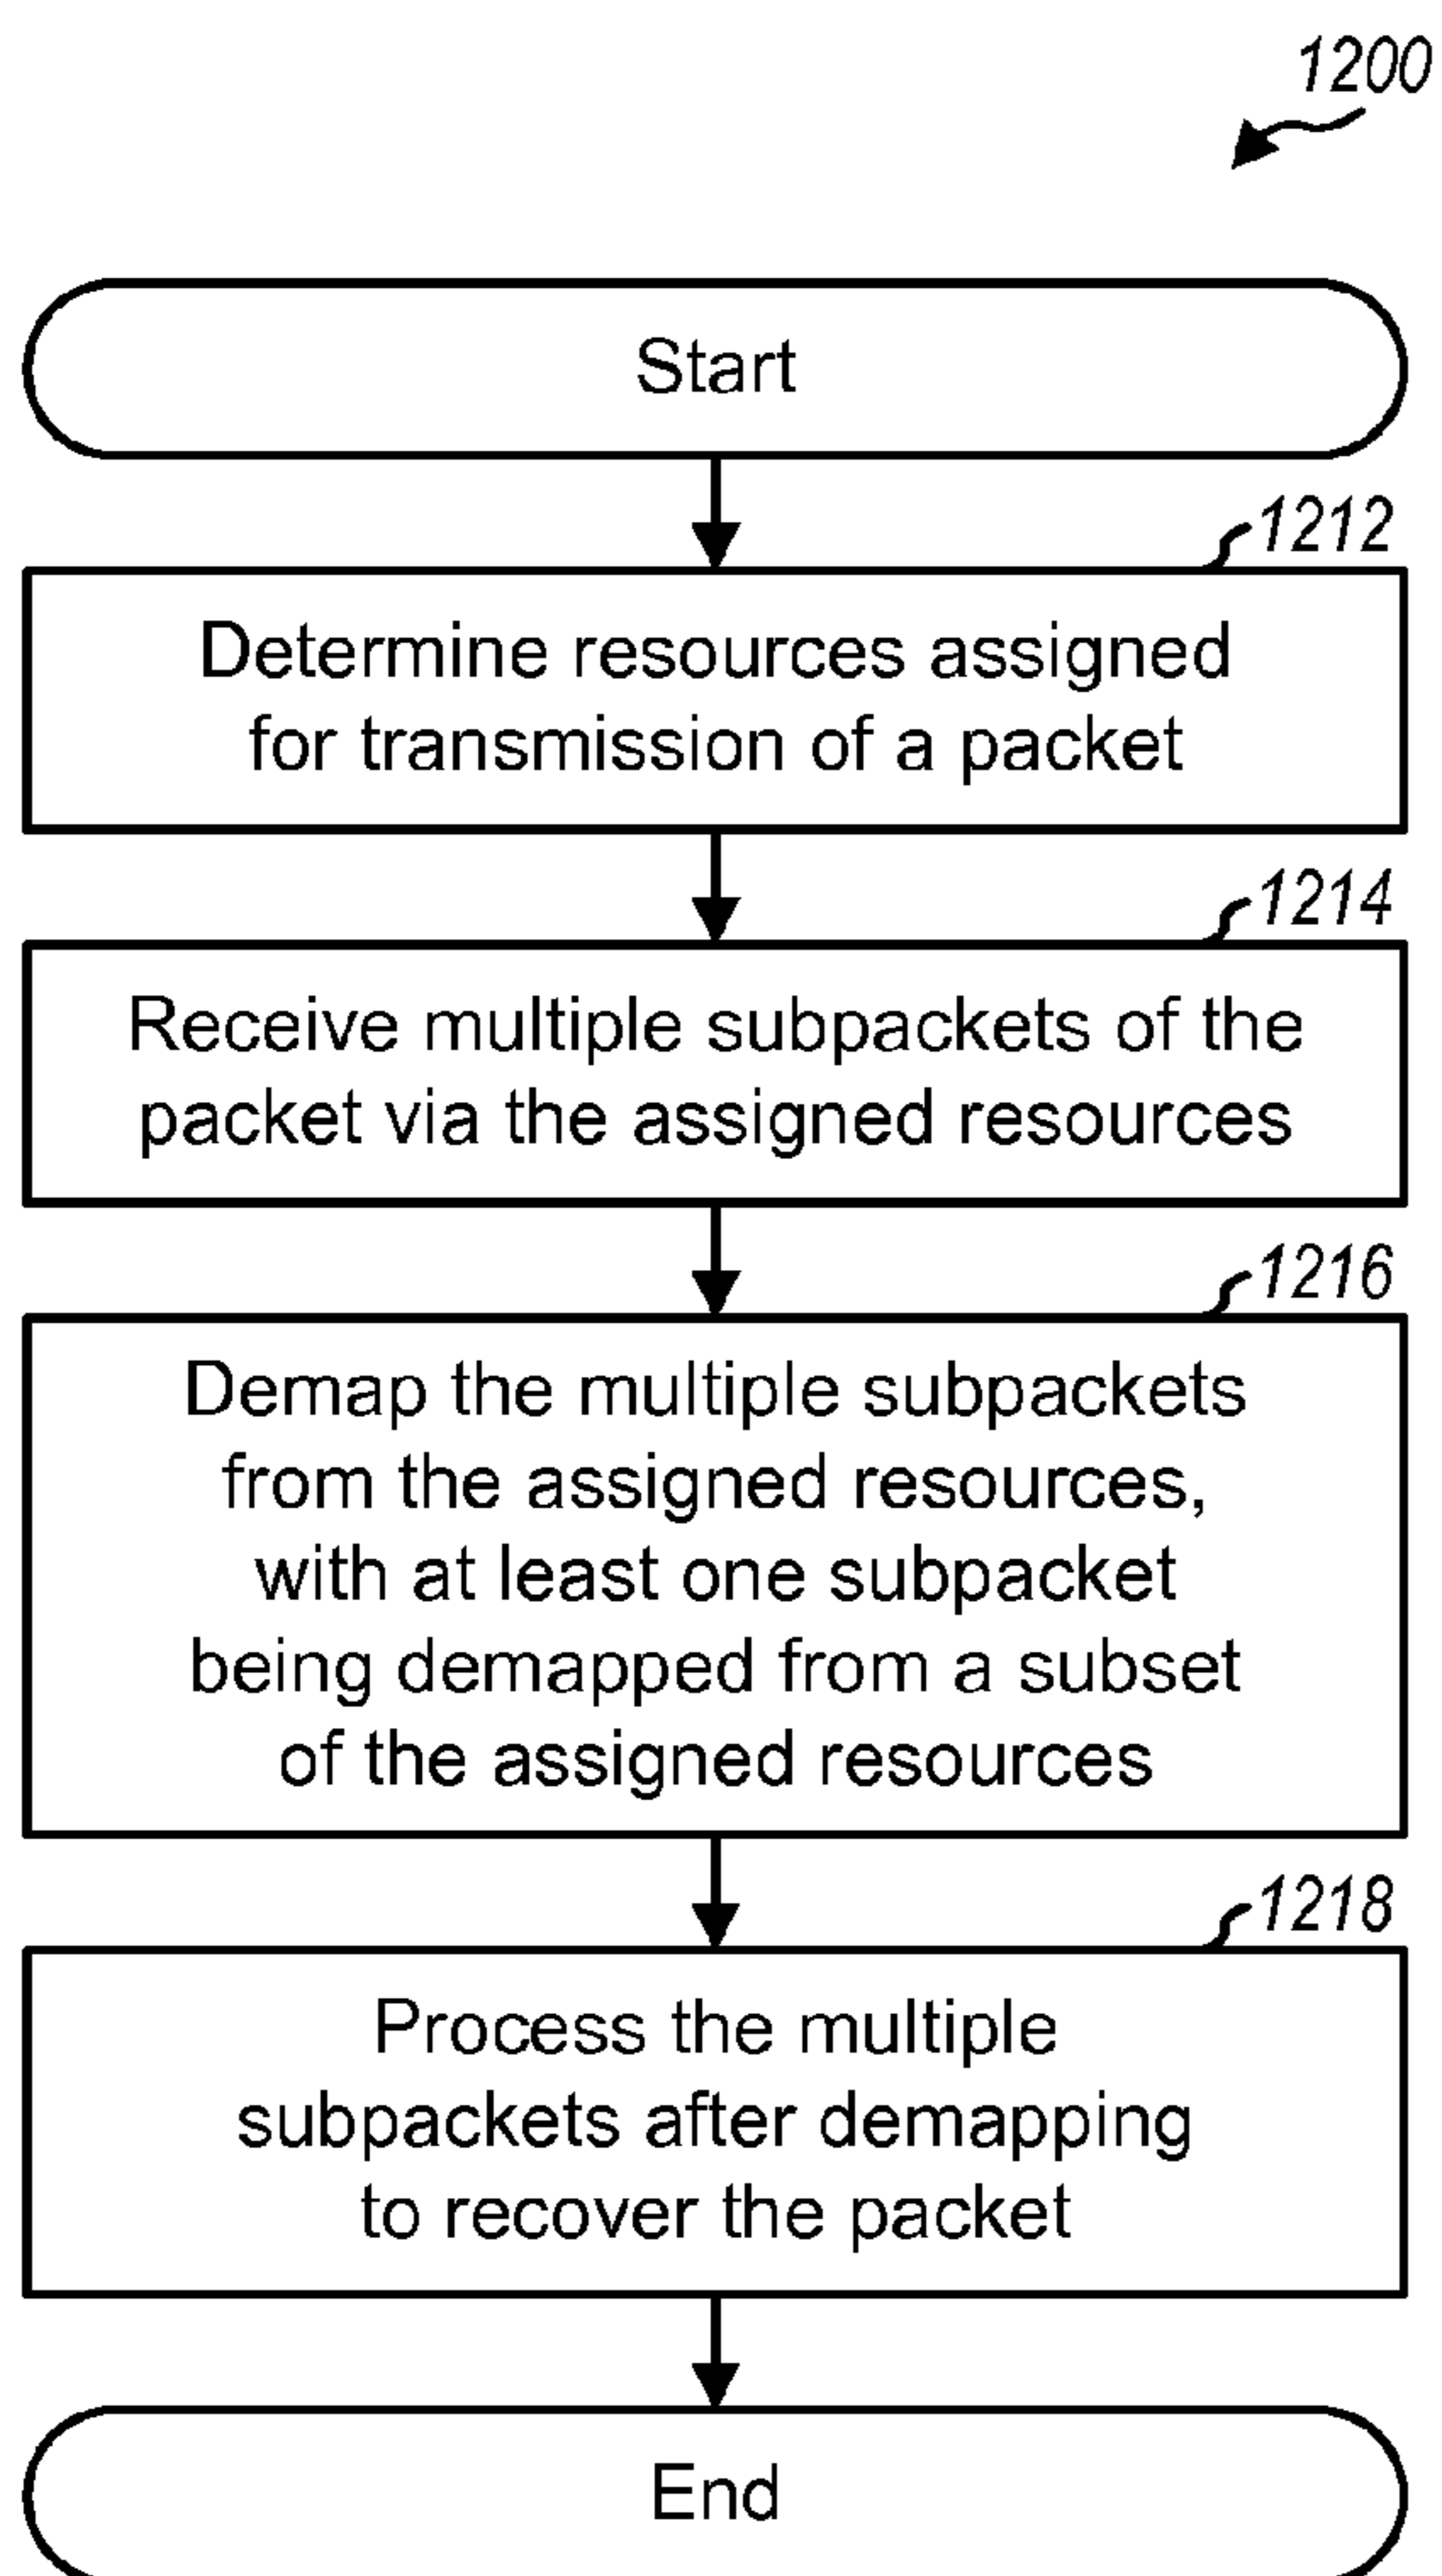 1200
Start
1212
Determine resources assigned
for transmission of a packet
1214
Receive multiple subpackets of the
packet via the assigned resources
1216
Demap the multiple subpackets
from the assigned resources,
with at least one subpacket
being demapped from a subset
of the assigned resources
1218
Process the multiple
subpackets after demapping
to recover the packet
End